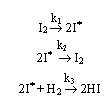 I₂ k₁→ 2I*
2I* k₂→ I₂
2I*+H₂ k₃→ 2HI